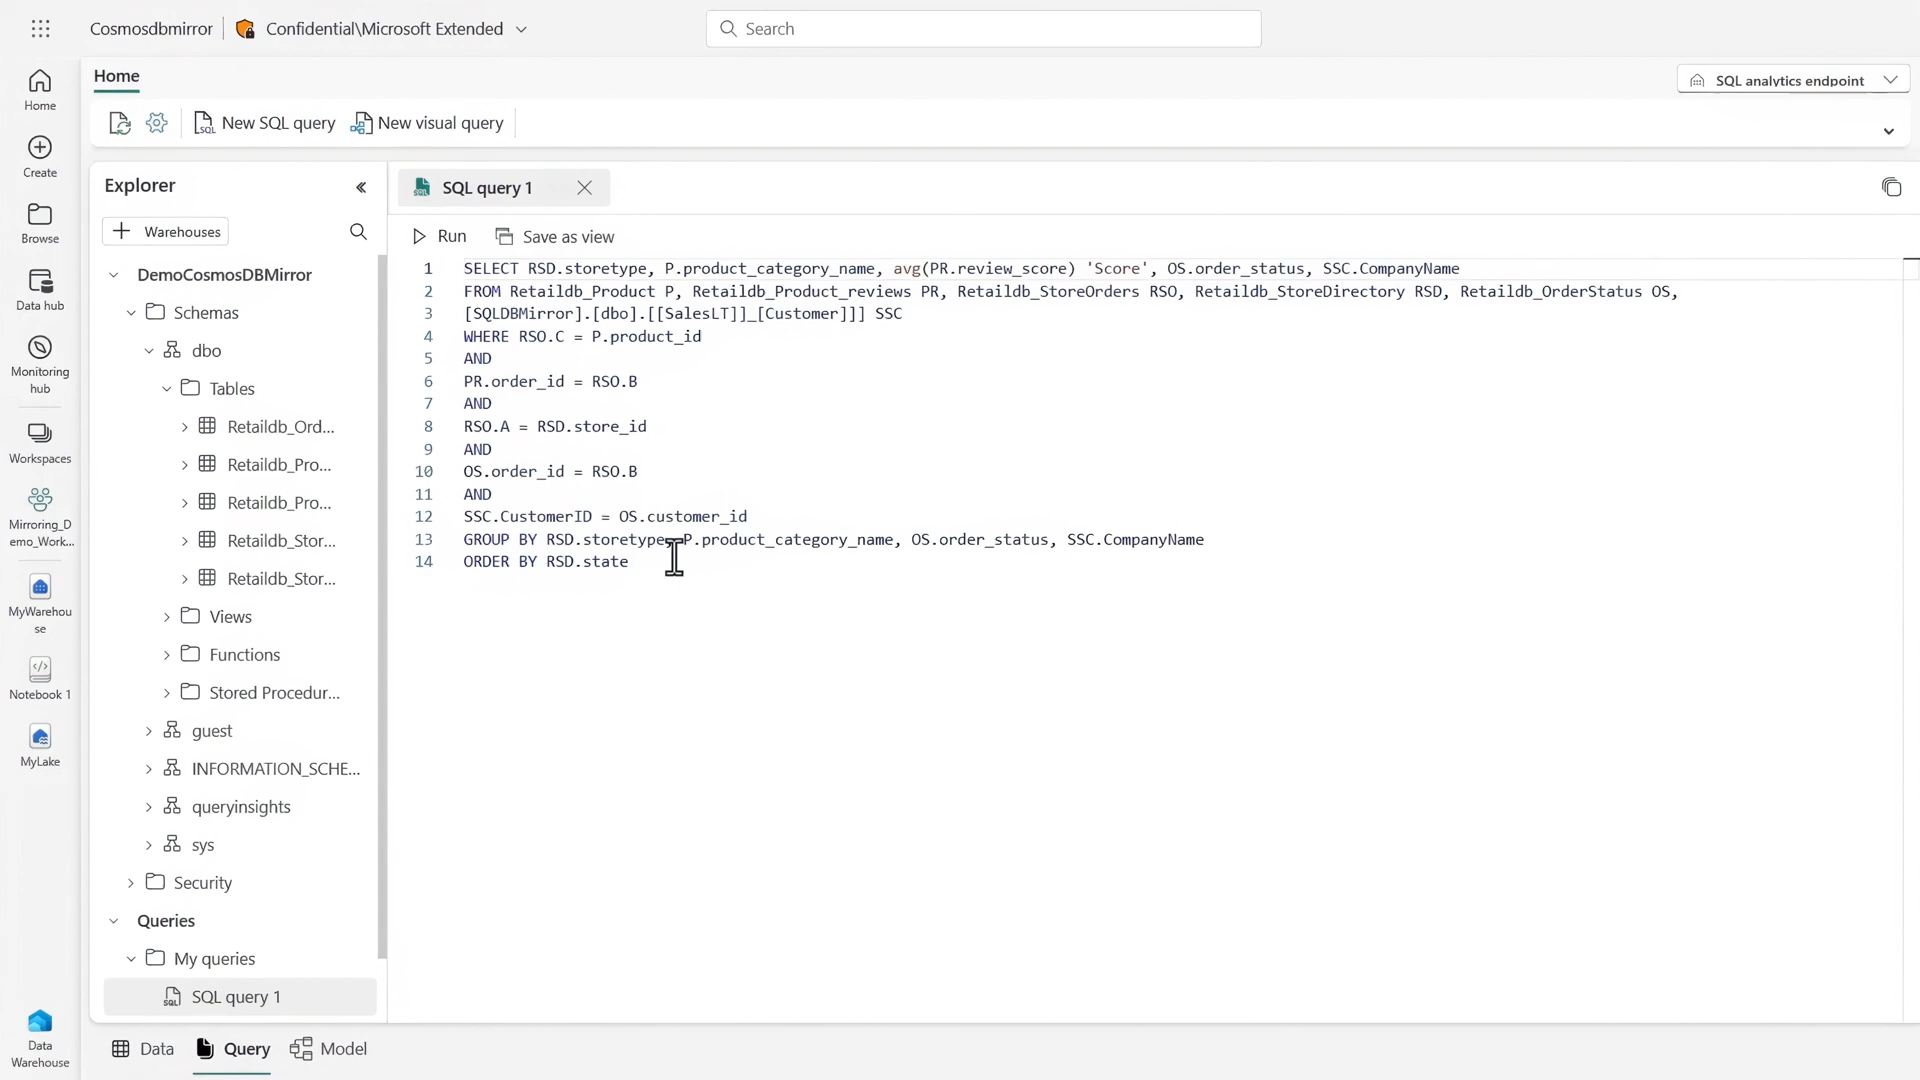 Cosmosdbmirror
Confidential\Microsoft Extended
Search
Home
SQL analytics endpoint
New SQL query
New visual query
Home
Create
Browse
Data hub
Monitoring
hub
Workspaces
Mirroring_D
emo_Work...
MyWarehou
se
Notebook 1
MyLake
Data
Warehouse
Explorer
Warehouses
DemoCosmosDBMirror
Schemas
dbo
Tables
Retaildb_Ord...
Retaildb_Pro...
Retaildb_Pro...
Retaildb_Stor...
Retaildb_Stor...
Views
Functions
Stored Procedur...
guest
INFORMATION_SCHE...
queryinsights
sys
Security
Queries
My queries
SQL query 1
SQL query 1
Run
Save as view
1 SELECT RSD.storetype, P.product_category_name, avg(PR.review_score) 'Score', OS.order_status, SSC.CompanyName
2 FROM Retaildb_Product P, Retaildb_Product_reviews PR, Retaildb_StoreOrders RSO, Retaildb_StoreDirectory RSD, Retaildb_OrderStatus OS,
3 [SQLDBMirror].[dbo].[[SalesLT]]_[Customer]]] SSC
4 WHERE RSO.C = P.product_id
5 AND
6 PR.order_id = RSO.B
7 AND
8 RSO.A = RSD.store_id
9 AND
10 OS.order_id = RSO.B
11 AND
12 SSC.CustomerID = OS.customer_id
13 GROUP BY RSD.storetype, P.product_category_name, OS.order_status, SSC.CompanyName
14 ORDER BY RSD.state
Data
Query
Model